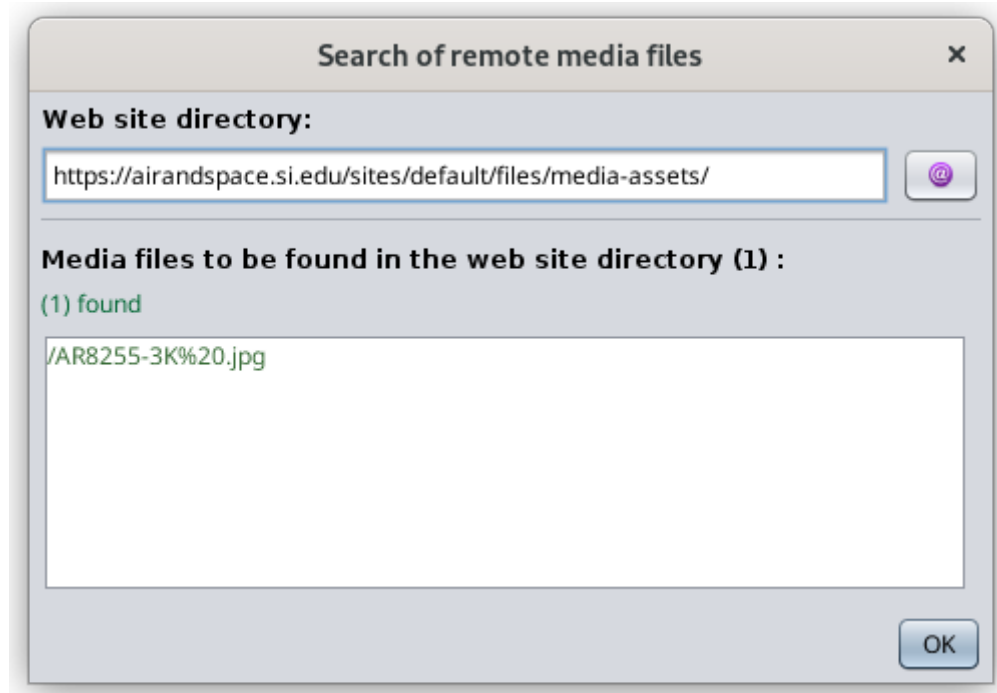 Search of remote media files ×
Web site directory:
https://airandspace.si.edu/sites/default/files/media-assets/ @
Media files to be found in the web site directory (1) :
(1) found
/AR8255-3K%20.jpg
OK